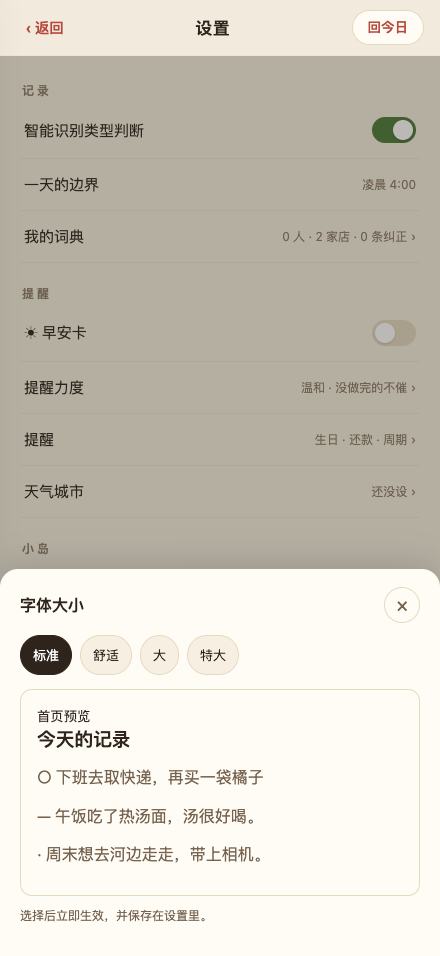 ‹ 返回
设置
回今日
记录
智能识别类型判断
一天的边界
凌晨 4:00
我的词典
0 人 · 2 家店 · 0 条纠正 ›
提醒
☀ 早安卡
提醒力度
温和 · 没做完的不催 ›
提醒
生日 · 还款 · 周期 ›
天气城市
还没设 ›
小岛
字体大小
×
标准
舒适
大
特大
首页预览
今天的记录
○ 下班去取快递，再买一袋橘子
— 午饭吃了热汤面，汤很好喝。
· 周末想去河边走走，带上相机。
选择后立即生效，并保存在设置里。